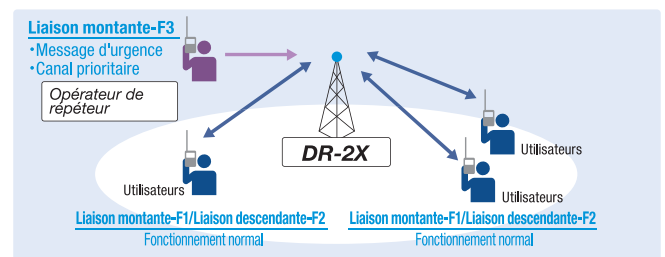 Liaison montante-F3
•Message d'urgence
•Canal prioritaire
Opérateur de
répéteur
DR-2X
Utilisateurs
Utilisateurs
Utilisateurs
Liaison montante-F1/Liaison descendante-F2
Fonctionnement normal
Liaison montante-F1/Liaison descendante-F2
Fonctionnement normal